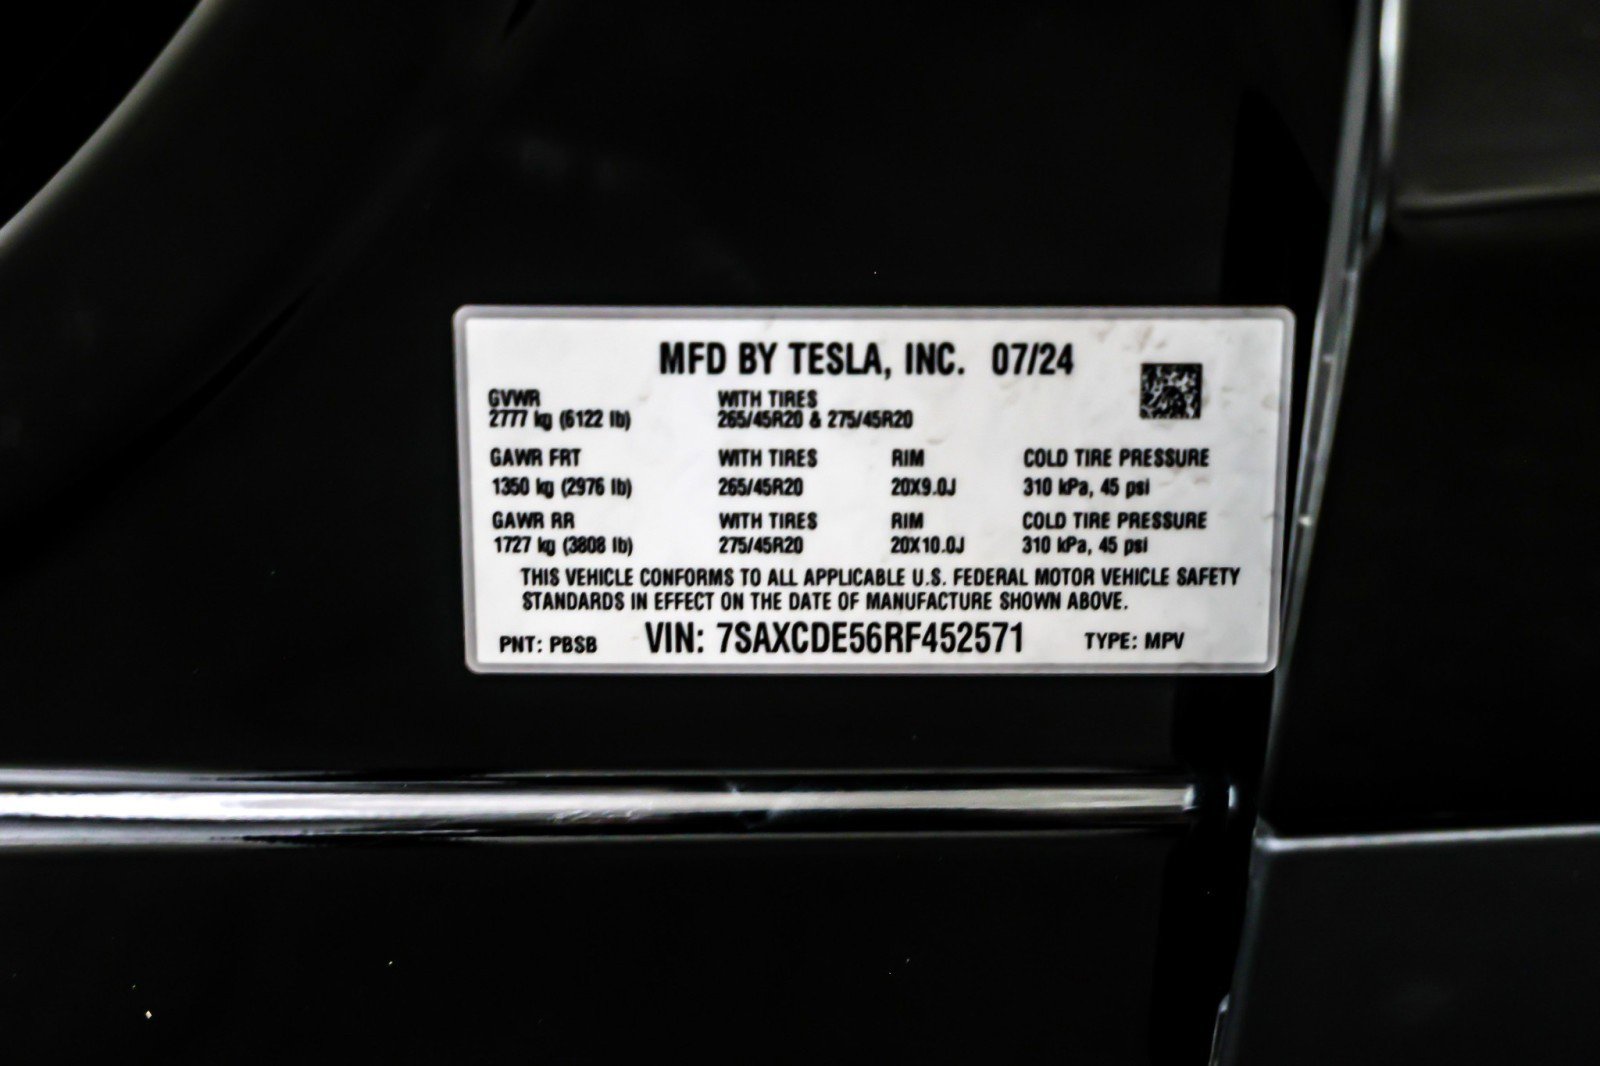 MFD BY TESLA, INC. 07/24
GVWR WITH TIRES
2777 kg (6122 lb) 265/45R20 & 275/45R20
GAWR FRT WITH TIRES RIM COLD TIRE PRESSURE
1350 kg (2976 lb) 265/45R20 20X9.0J 310 kPa, 45 psi
GAWR RR WITH TIRES RIM COLD TIRE PRESSURE
1727 kg (3808 lb) 275/45R20 20X10.0J 310 kPa, 45 psi
THIS VEHICLE CONFORMS TO ALL APPLICABLE U.S. FEDERAL MOTOR VEHICLE SAFETY
STANDARDS IN EFFECT ON THE DATE OF MANUFACTURE SHOWN ABOVE.
PNT: PBSB VIN: 7SAXCDE56RF452571 TYPE: MPV